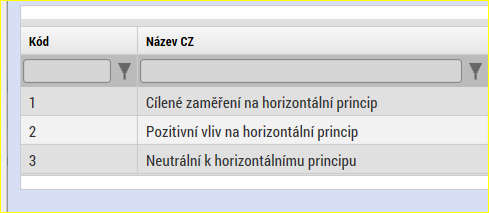 Kód Název CZ
1 Cílené zaměření na horizontální princip
2 Pozitivní vliv na horizontální princip
3 Neutrální k horizontálnímu principu